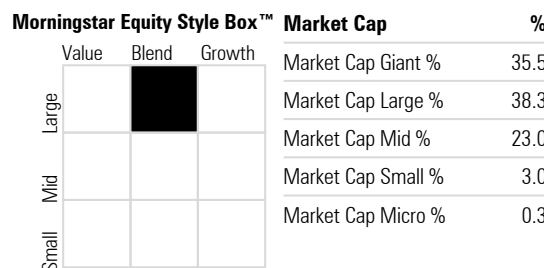 Morningstar Equity Style Box™
Value Blend Growth
Large
Mid
Small
Market Cap %
Market Cap Giant % 35.5
Market Cap Large % 38.3
Market Cap Mid % 23.0
Market Cap Small % 3.0
Market Cap Micro % 0.3